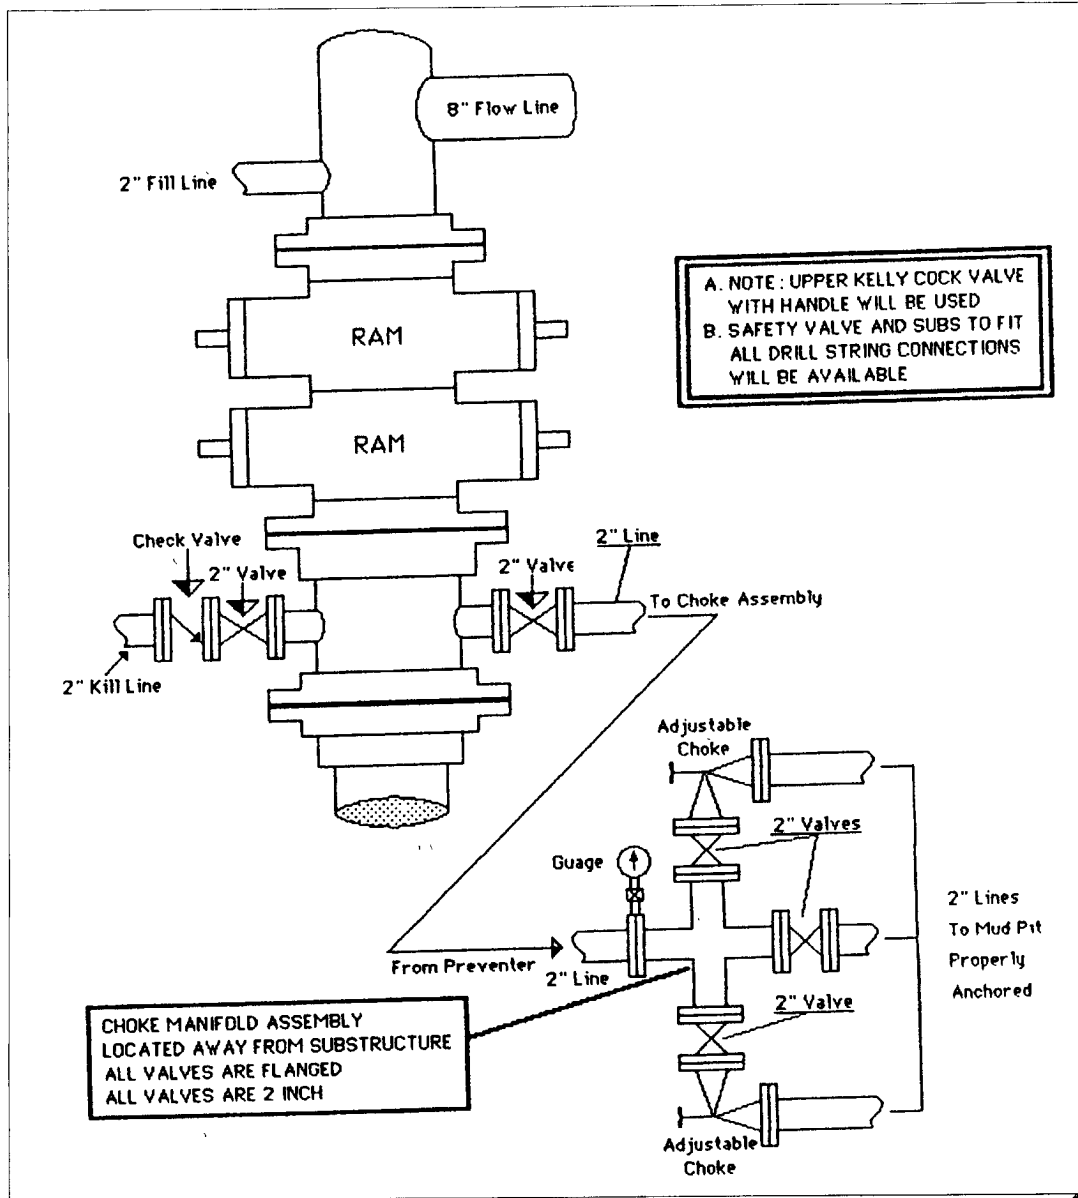 8" Flow Line
2" Fill Line
A. NOTE: UPPER KELLY COCK VALVE
WITH HANDLE WILL BE USED
B. SAFETY VALVE AND SUBS TO FIT
ALL DRILL STRING CONNECTIONS
WILL BE AVAILABLE
RAM
RAM
Check Valve
2" Valve
2" Valve
2" Line
To Choke Assembly
2" Kill Line
Adjustable
Choke
2" Valves
Guage
2" Lines
To Mud Pit
Properly
Anchored
From Preventer
2" Line
2" Valve
CHOKE MANIFOLD ASSEMBLY
LOCATED AWAY FROM SUBSTRUCTURE
ALL VALVES ARE FLANGED
ALL VALVES ARE 2 INCH
Adjustable
Choke